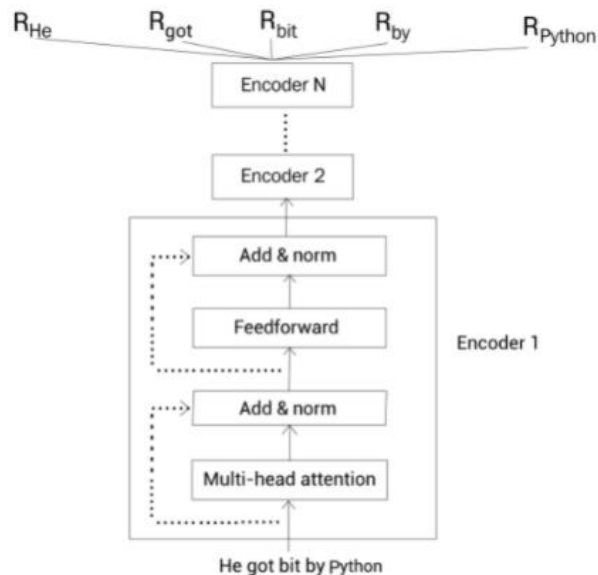 R_He R_got R_bit R_by R_Python
Encoder N
Encoder 2
Add & norm
Feedforward
Encoder 1
Add & norm
Multi-head attention
He got bit by Python